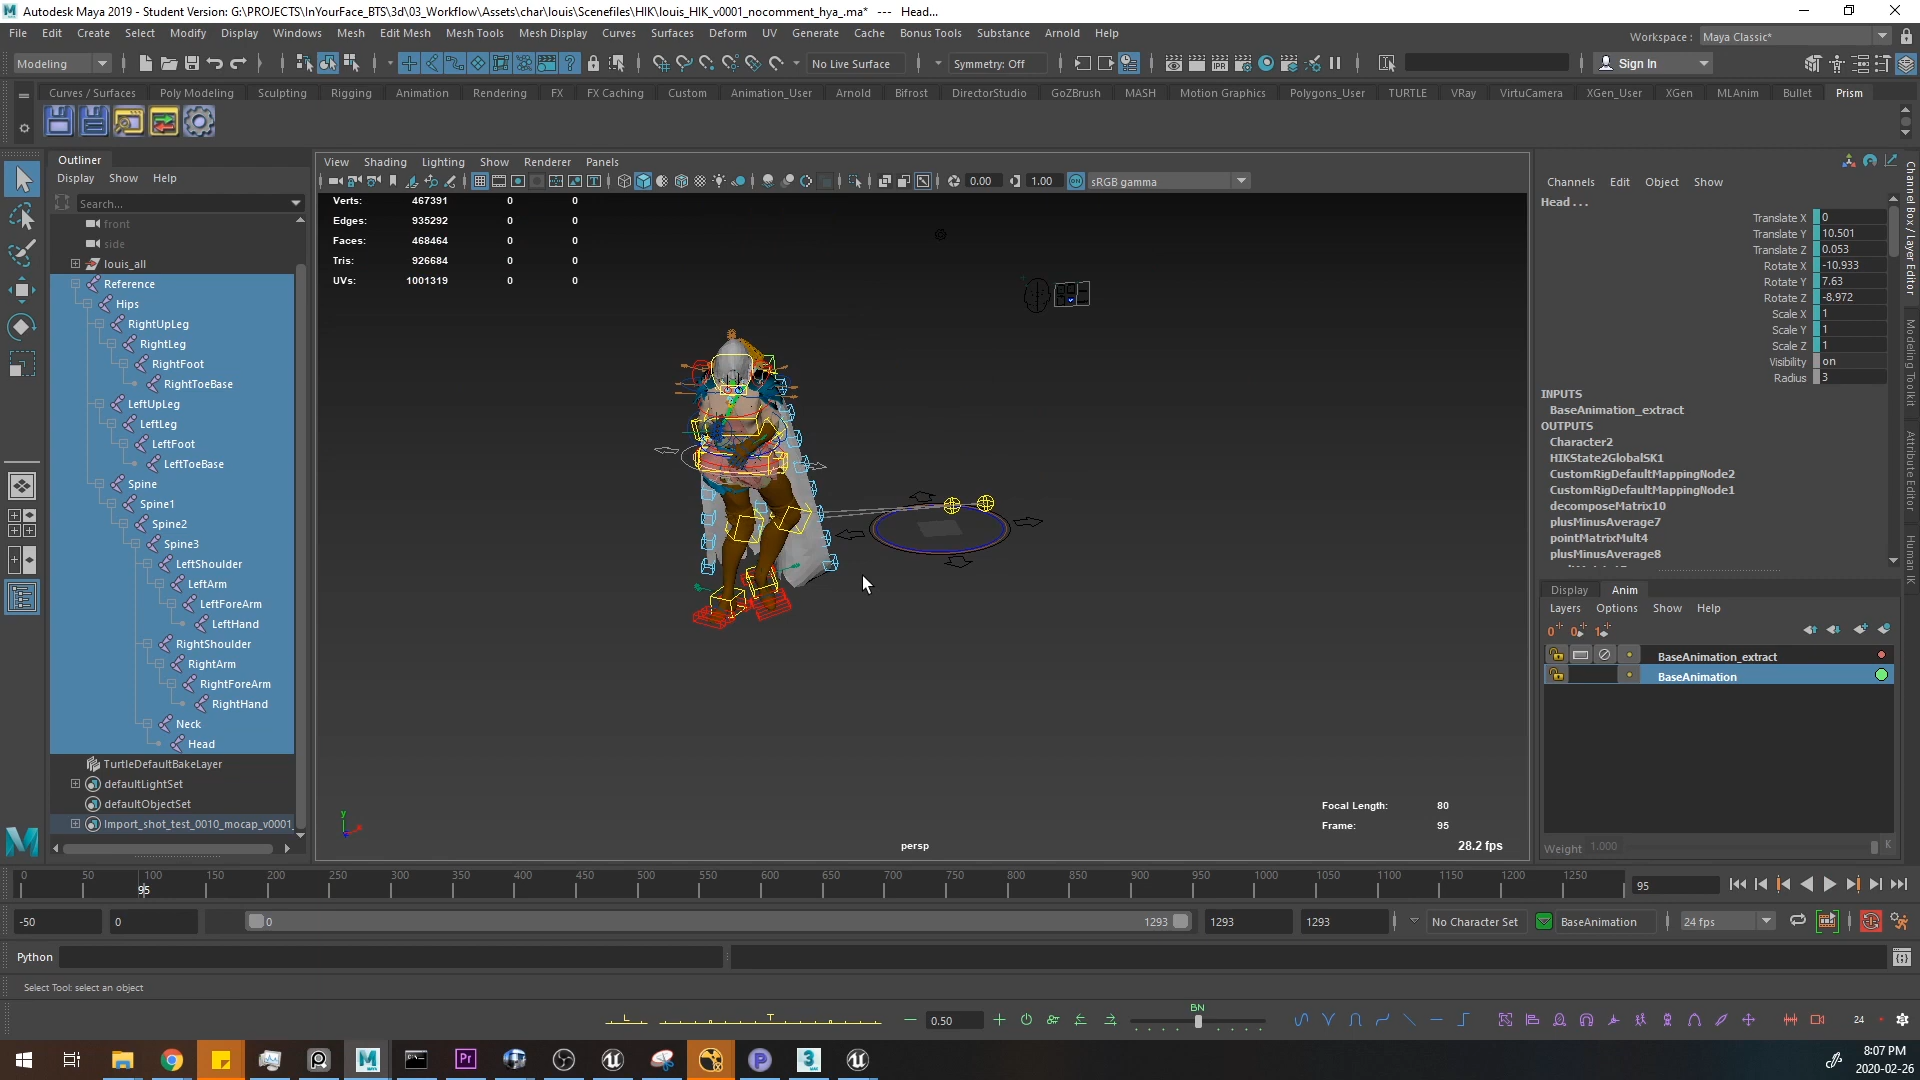 Autodesk Maya 2019 - Student Version: G:\PROJECTS\InYourFace_BTS\3d\03_Workflow\Assets\char\louis\Scenefiles\HIK\louis_HIK_v0001_nocomment_hya_.ma* --- Head...
File Edit Create Select Modify Display Windows Mesh Edit Mesh Mesh Tools Mesh Display Curves Surfaces Deform UV Generate Cache Bonus Tools Substance Arnold Help
Workspace : Maya Classic*
Modeling
No Live Surface
Symmetry: Off
Sign In
Curves / Surfaces Poly Modeling Sculpting Rigging Animation Rendering FX FX Caching Custom Animation_User Arnold Bifrost DirectorStudio GoZBrush MASH Motion Graphics Polygons_User TURTLE VRay VirtuCamera XGen_User XGen MLAnim Bullet Prism
Outliner
Display Show Help
Search...
front
side
louis_all
Reference
Hips
RightUpLeg
RightLeg
RightFoot
RightToeBase
LeftUpLeg
LeftLeg
LeftFoot
LeftToeBase
Spine
Spine1
Spine2
Spine3
LeftShoulder
LeftArm
LeftForeArm
LeftHand
RightShoulder
RightArm
RightForeArm
RightHand
Neck
Head
TurtleDefaultBakeLayer
defaultLightSet
defaultObjectSet
Import_shot_test_0010_mocap_v0001_
View Shading Lighting Show Renderer Panels
0.00 1.00 sRGB gamma
Verts: 467391 0 0
Edges: 935292 0 0
Faces: 468464 0 0
Tris: 926684 0 0
UVs: 1001319 0 0
Focal Length: 80
Frame: 95
persp
28.2 fps
y
Channels Edit Object Show
Head . . .
Translate X 0
Translate Y 10.501
Translate Z 0.053
Rotate X -10.933
Rotate Y 7.63
Rotate Z -8.972
Scale X 1
Scale Y 1
Scale Z 1
Visibility on
Radius 3
INPUTS
BaseAnimation_extract
OUTPUTS
Character2
HIKState2GlobalSK1
CustomRigDefaultMappingNode2
CustomRigDefaultMappingNode1
decomposeMatrix10
plusMinusAverage7
pointMatrixMult4
plusMinusAverage8
Display Anim
Layers Options Show Help
BaseAnimation_extract
BaseAnimation
Weight 1.000 K
Channel Box / Layer Editor
Modeling Toolkit
Attribute Editor
Human IK
0 50 100 150 200 250 300 350 400 450 500 550 600 650 700 750 800 850 900 950 1000 1050 1100 1150 1200 1250
95
95
-50 0 0 1293 1293 1293 No Character Set BaseAnimation 24 fps
Python
Select Tool: select an object
L T 0.50 BN 24
8:07 PM
2020-02-26